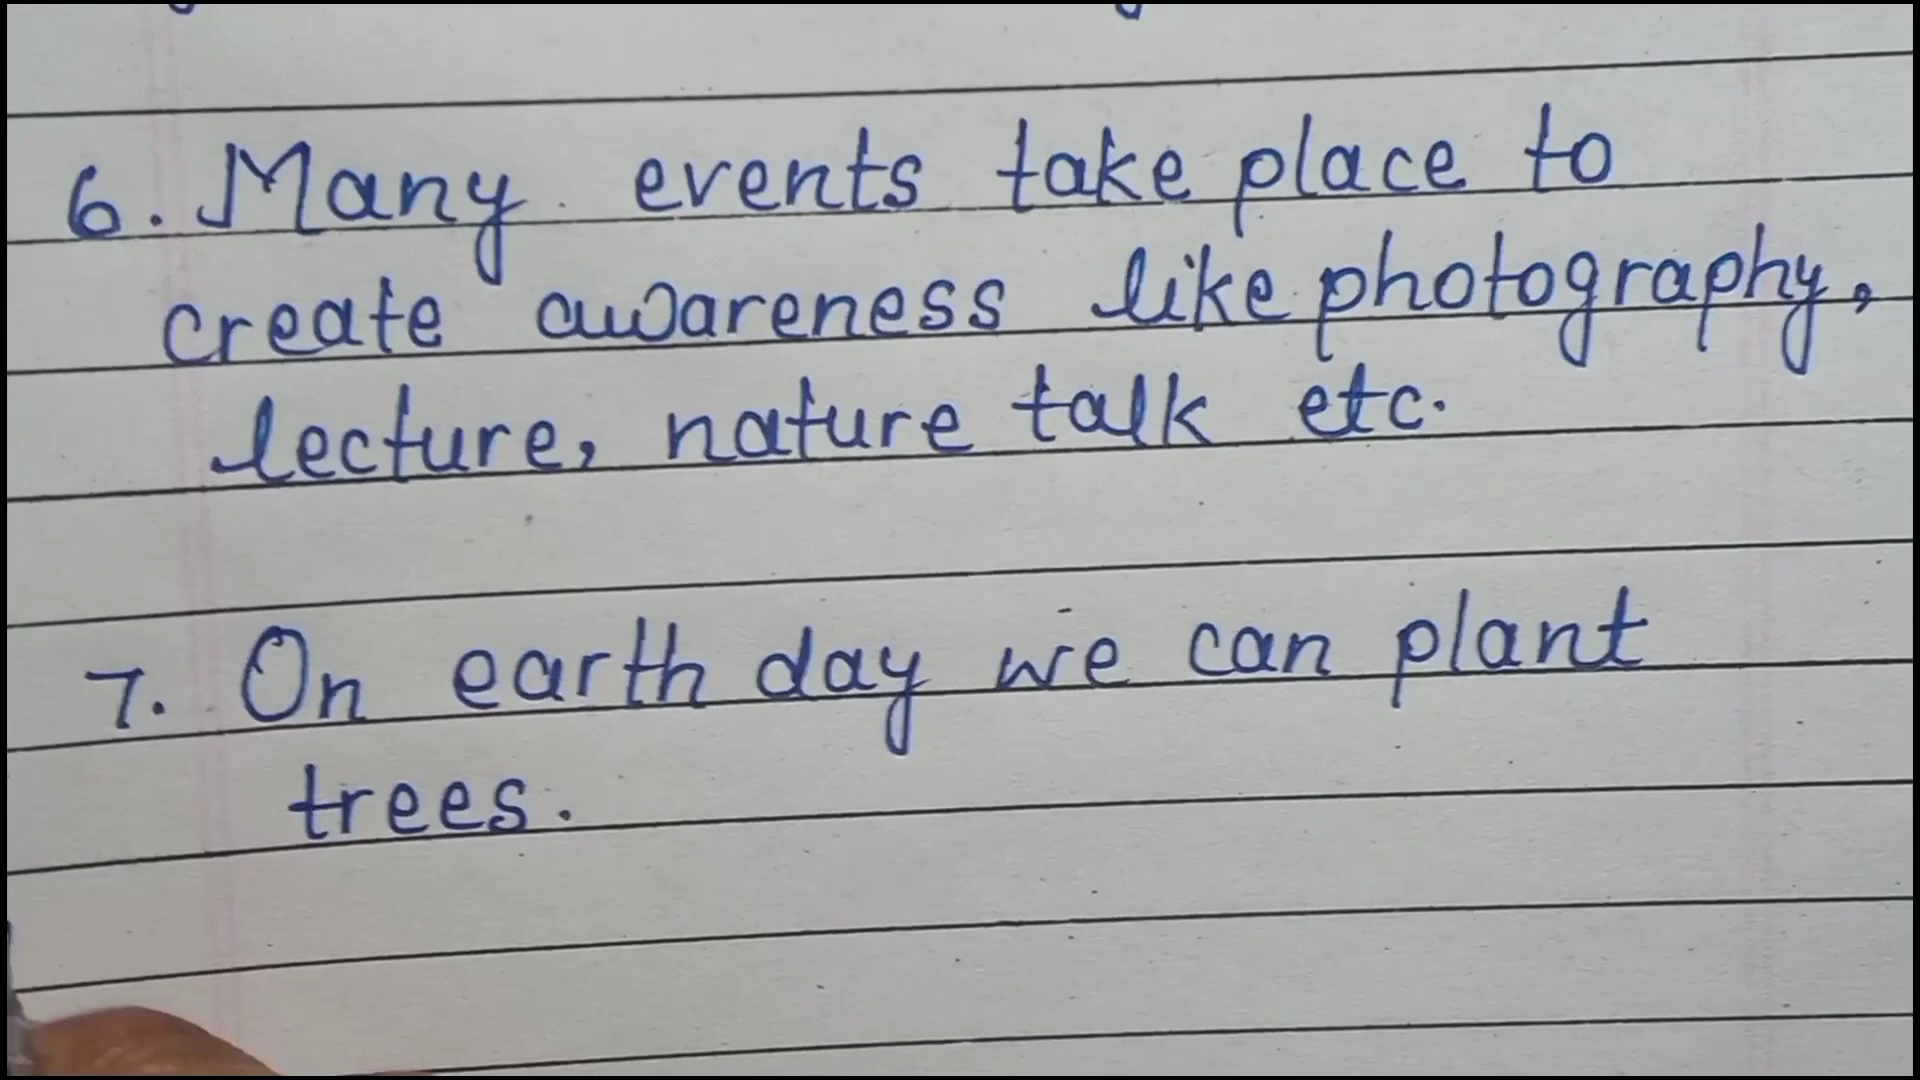 6. Many events take place to
create awareness like photography,
lecture, nature talk etc.
7. On earth day we can plant
trees.